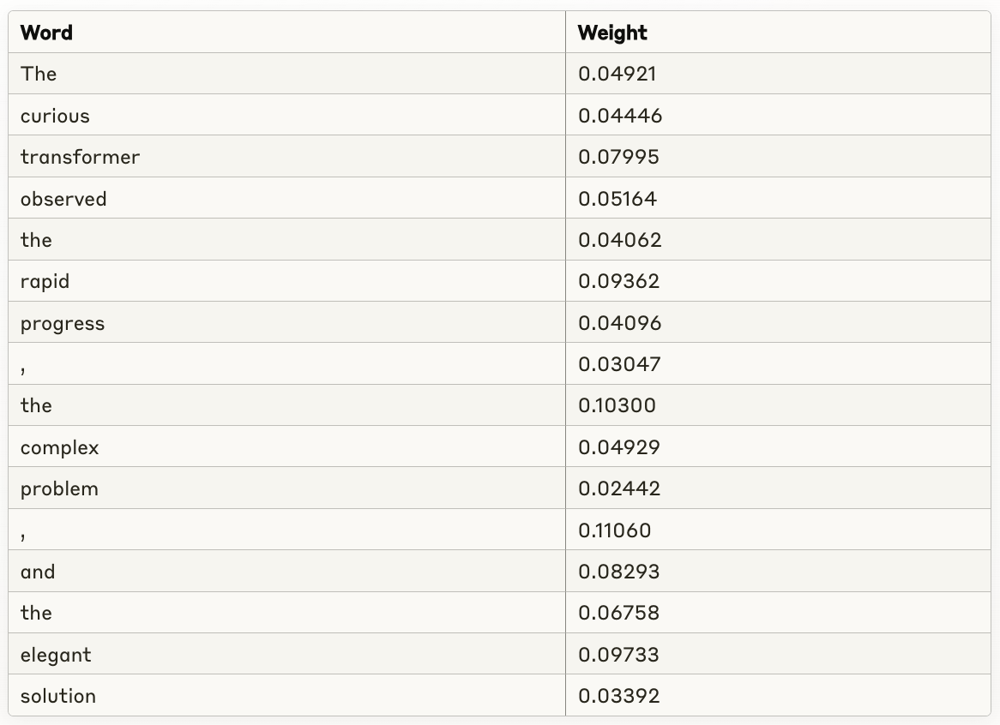 Word Weight
The 0.04921
curious 0.04446
transformer 0.07995
observed 0.05164
the 0.04062
rapid 0.09362
progress 0.04096
, 0.03047
the 0.10300
complex 0.04929
problem 0.02442
, 0.11060
and 0.08293
the 0.06758
elegant 0.09733
solution 0.03392